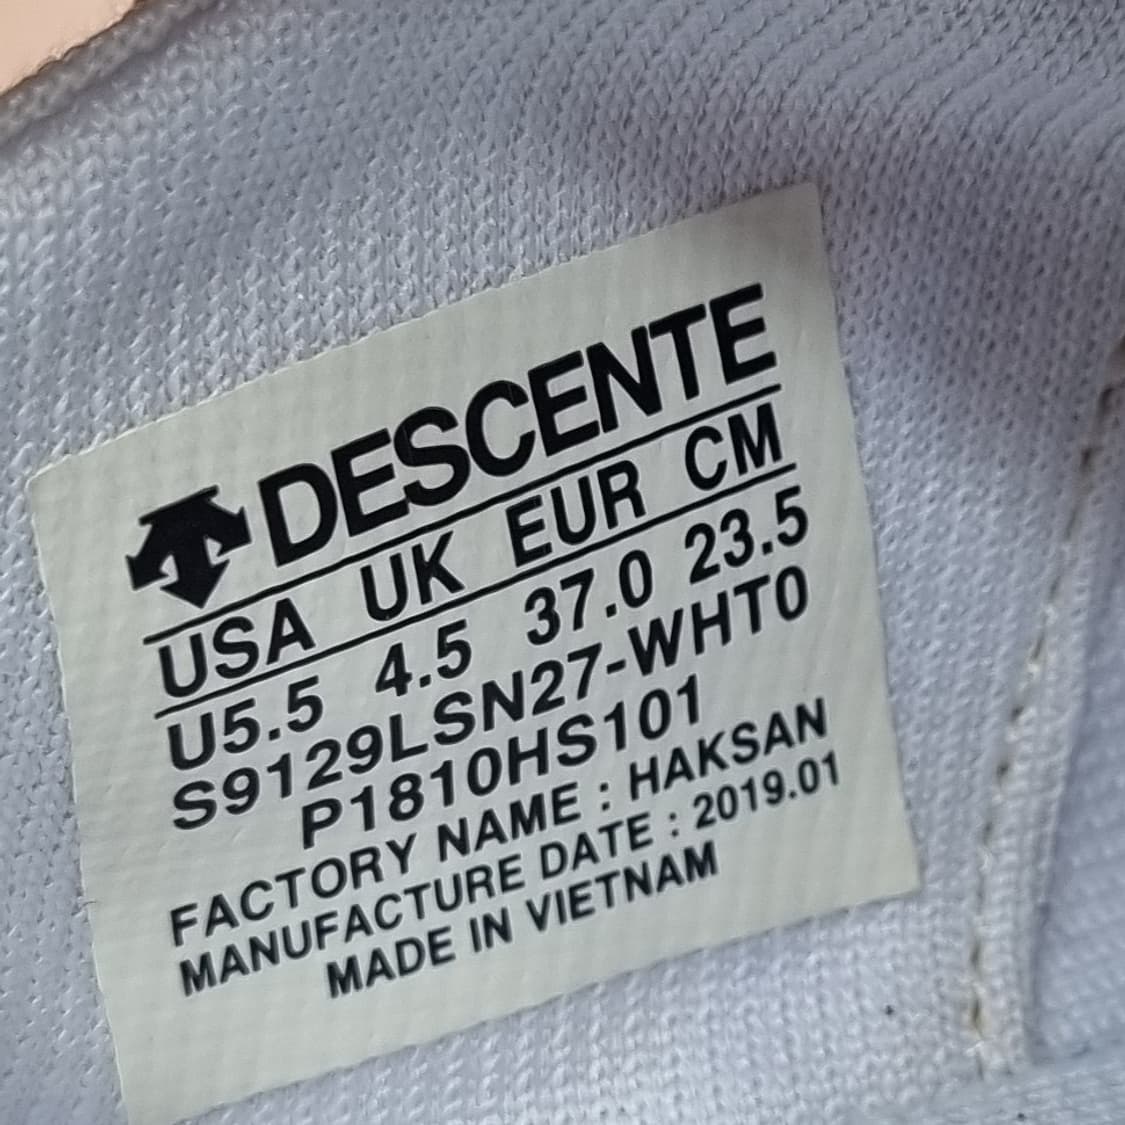 DESCENTE
USA UK EUR CM
U5.5 4.5 37.0 23.5
S9129LSN27-WHT0
P1810HS101
FACTORY NAME : HAKSAN
MANUFACTURE DATE : 2019.01
MADE IN VIETNAM